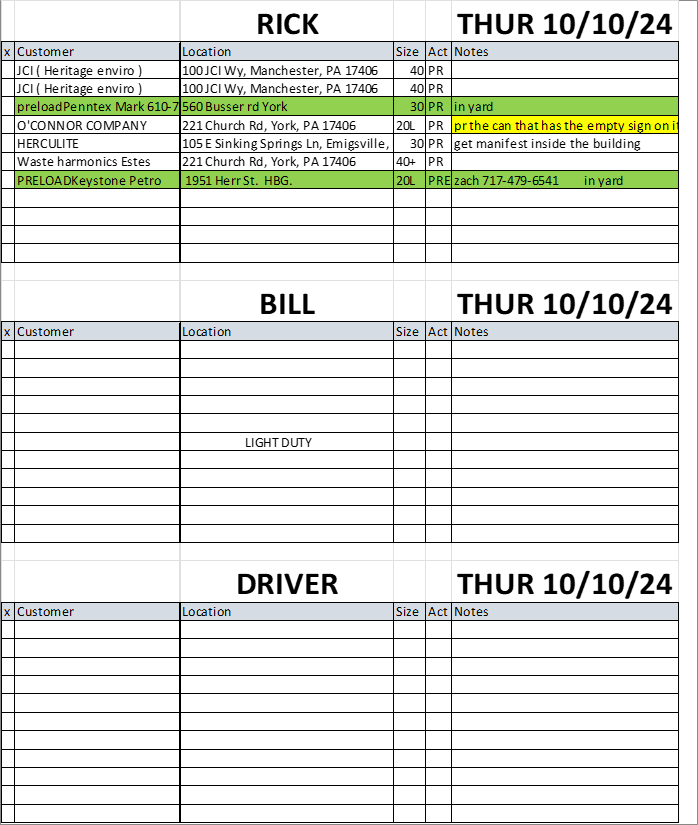 RICK THUR 10/10/24
x Customer Location Size Act Notes
JCI ( Heritage enviro ) 100 JCI Wy, Manchester, PA 17406 40 PR
JCI ( Heritage enviro ) 100 JCI Wy, Manchester, PA 17406 40 PR
preloadPenntex Mark 610-7 560 Busser rd York 30 PR in yard
O'CONNOR COMPANY 221 Church Rd, York, PA 17406 20L PR pr the can that has the empty sign on it
HERCULITE 105 E Sinking Springs Ln, Emigsville, 30 PR get manifest inside the building
Waste harmonics Estes 221 Church Rd, York, PA 17406 40+ PR
PRELOADKeystone Petro 1951 Herr St. HBG. 20L PRE zach 717-479-6541 in yard
BILL THUR 10/10/24
x Customer Location Size Act Notes
LIGHT DUTY
DRIVER THUR 10/10/24
x Customer Location Size Act Notes